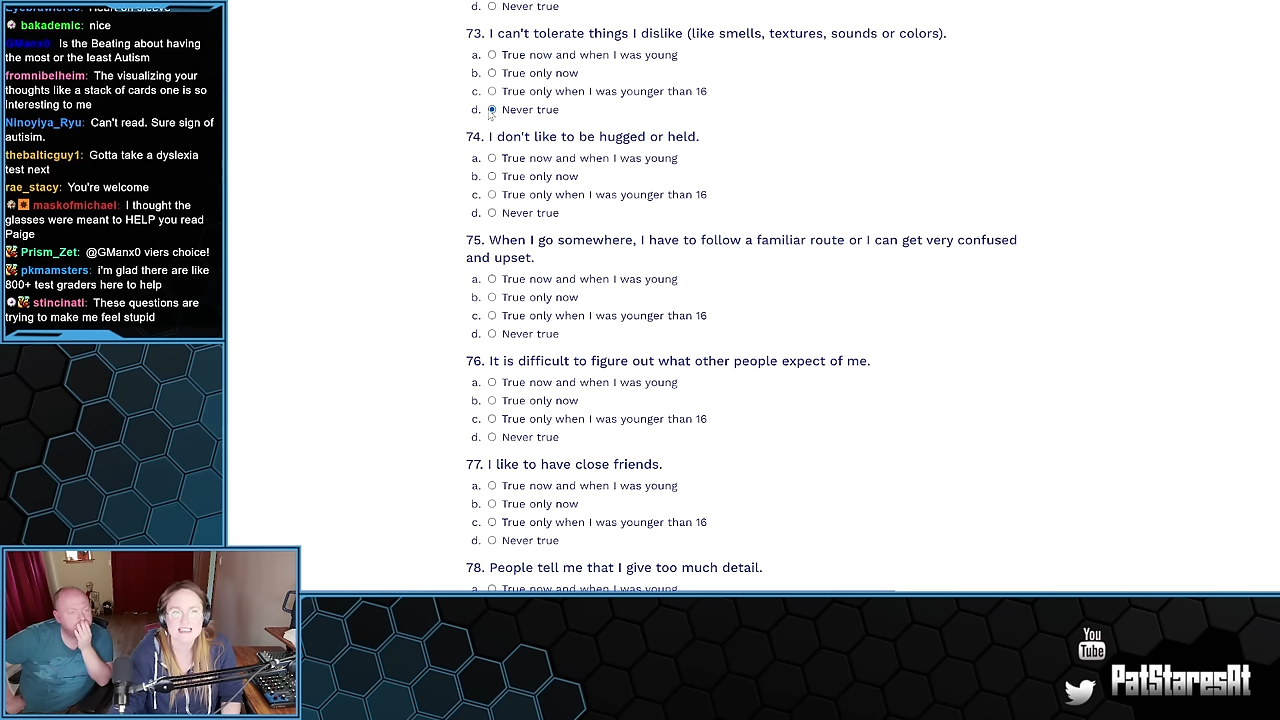 Heart on sleeve
bakademic: nice
GManx0: Is the Beating about having
the most or the least Autism
fromnibelheim: The visualizing your
thoughts like a stack of cards one is so
Interesting to me
Ninoyiya_Ryu: Can't read. Sure sign of
autisim.
thebalticguy1: Gotta take a dyslexia
test next
rae_stacy: You're welcome
maskofmichael: I thought the
glasses were meant to HELP you read
Paige
Prism_Zet: @GManx0 viers choice!
pkmamsters: i'm glad there are like
800+ test graders here to help
stincinati: These questions are
trying to make me feel stupid
d. Never true
73. I can't tolerate things I dislike (like smells, textures, sounds or colors).
a. True now and when I was young
b. True only now
c. True only when I was younger than 16
d. Never true
74. I don't like to be hugged or held.
a. True now and when I was young
b. True only now
c. True only when I was younger than 16
d. Never true
75. When I go somewhere, I have to follow a familiar route or I can get very confused
and upset.
a. True now and when I was young
b. True only now
c. True only when I was younger than 16
d. Never true
76. It is difficult to figure out what other people expect of me.
a. True now and when I was young
b. True only now
c. True only when I was younger than 16
d. Never true
77. I like to have close friends.
a. True now and when I was young
b. True only now
c. True only when I was younger than 16
d. Never true
78. People tell me that I give too much detail.
a. True now and when I was young
You
Tube
PatStaresAt